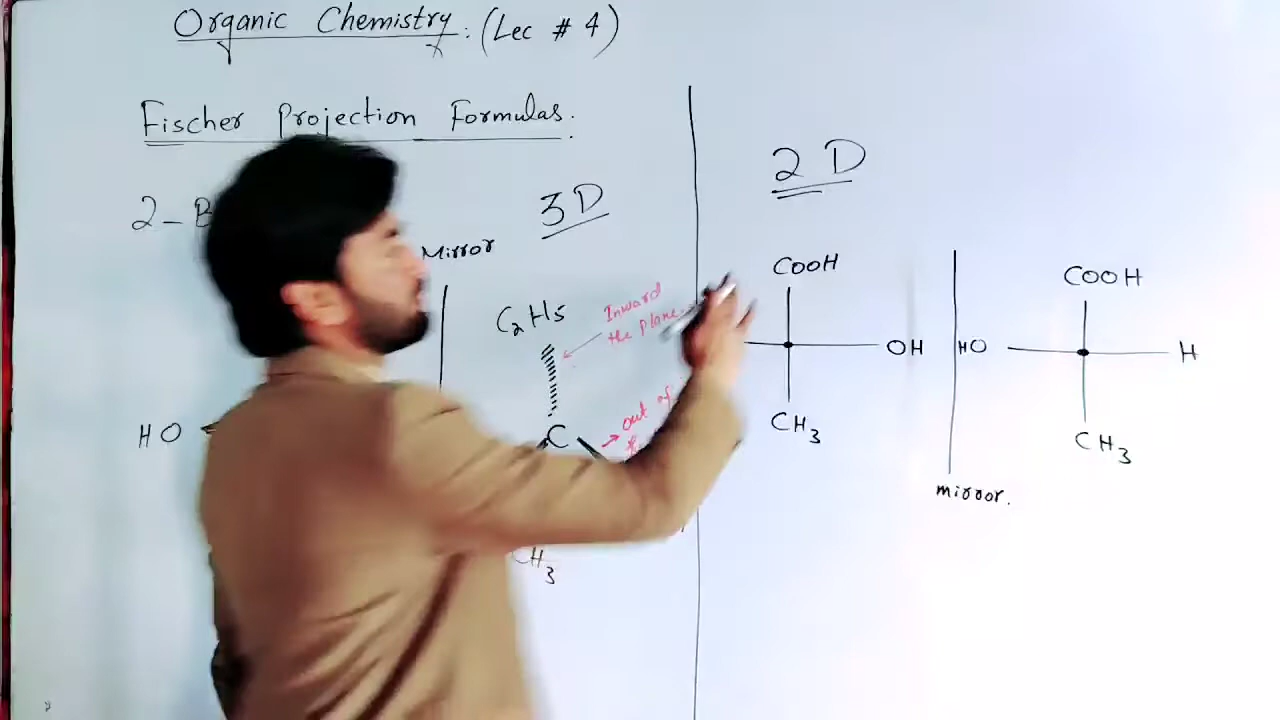 Organic Chemistry: (Lec # 4)
Fischer Projection Formulas.
2-B
3D
Mirror
C2H5
Inward
the Plane.
HO
C
out of
CH3
2 D
COOH
OH
CH3
mirror.
COOH
HO
H
CH3